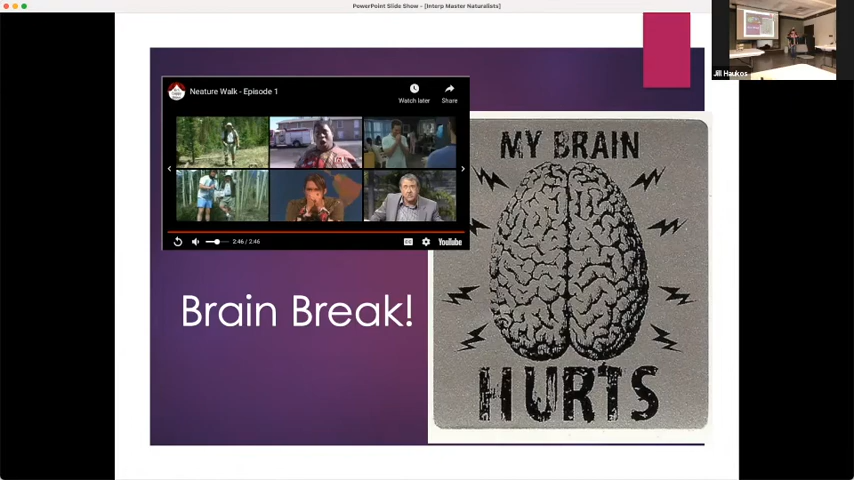 PowerPoint Slide Show - [Interp Master Naturalists]
Neature Walk - Episode 1
Watch later
Share
2:46 / 2:46
CC
YouTube
Brain Break!
MY BRAIN
HURTS
Jill Haukos